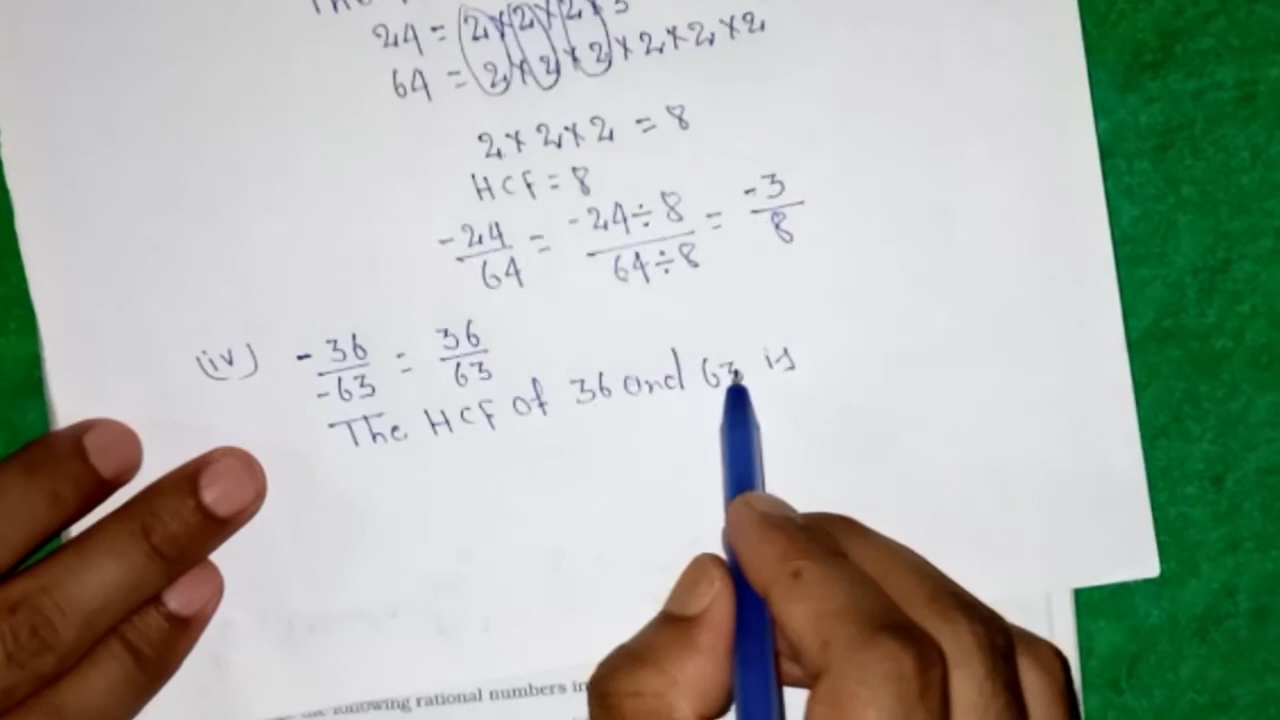 24 = 2×2×2×3
64 = 2×2×2×2×2×2
2×2×2 = 8
HCF = 8
-24/64 = -24÷8/64÷8 = -3/8
(iv) -36/-63 = 36/63
The HCF of 36 and 63 is
following rational numbers in